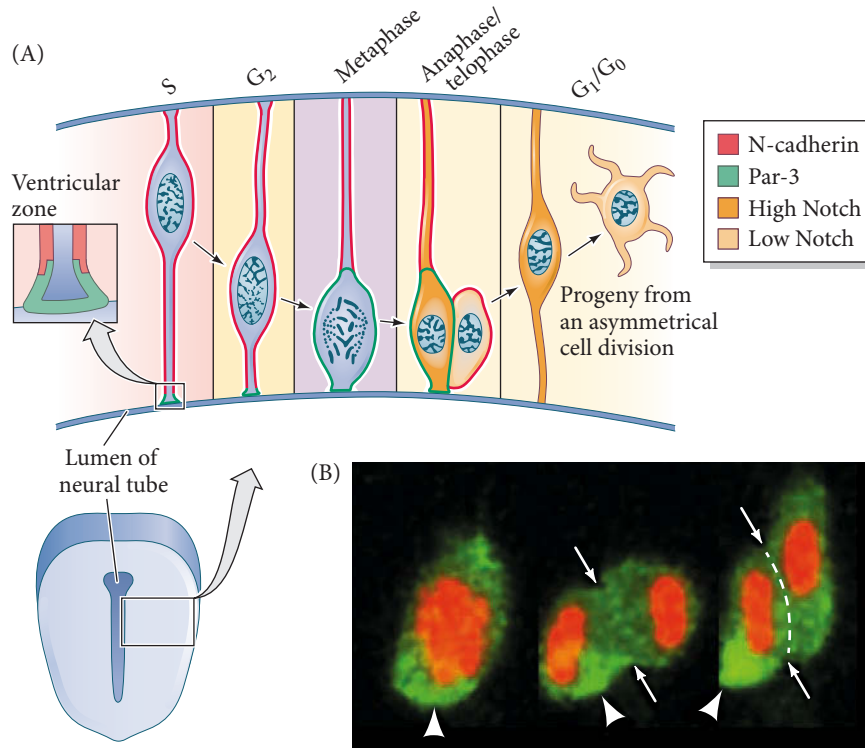 (A)
S
G2
Metaphase
Anaphase/
telophase
G1/G0
N-cadherin
Par-3
High Notch
Low Notch
Ventricular
zone
Progeny from
an asymmetrical
cell division
Lumen of
neural tube
(B)